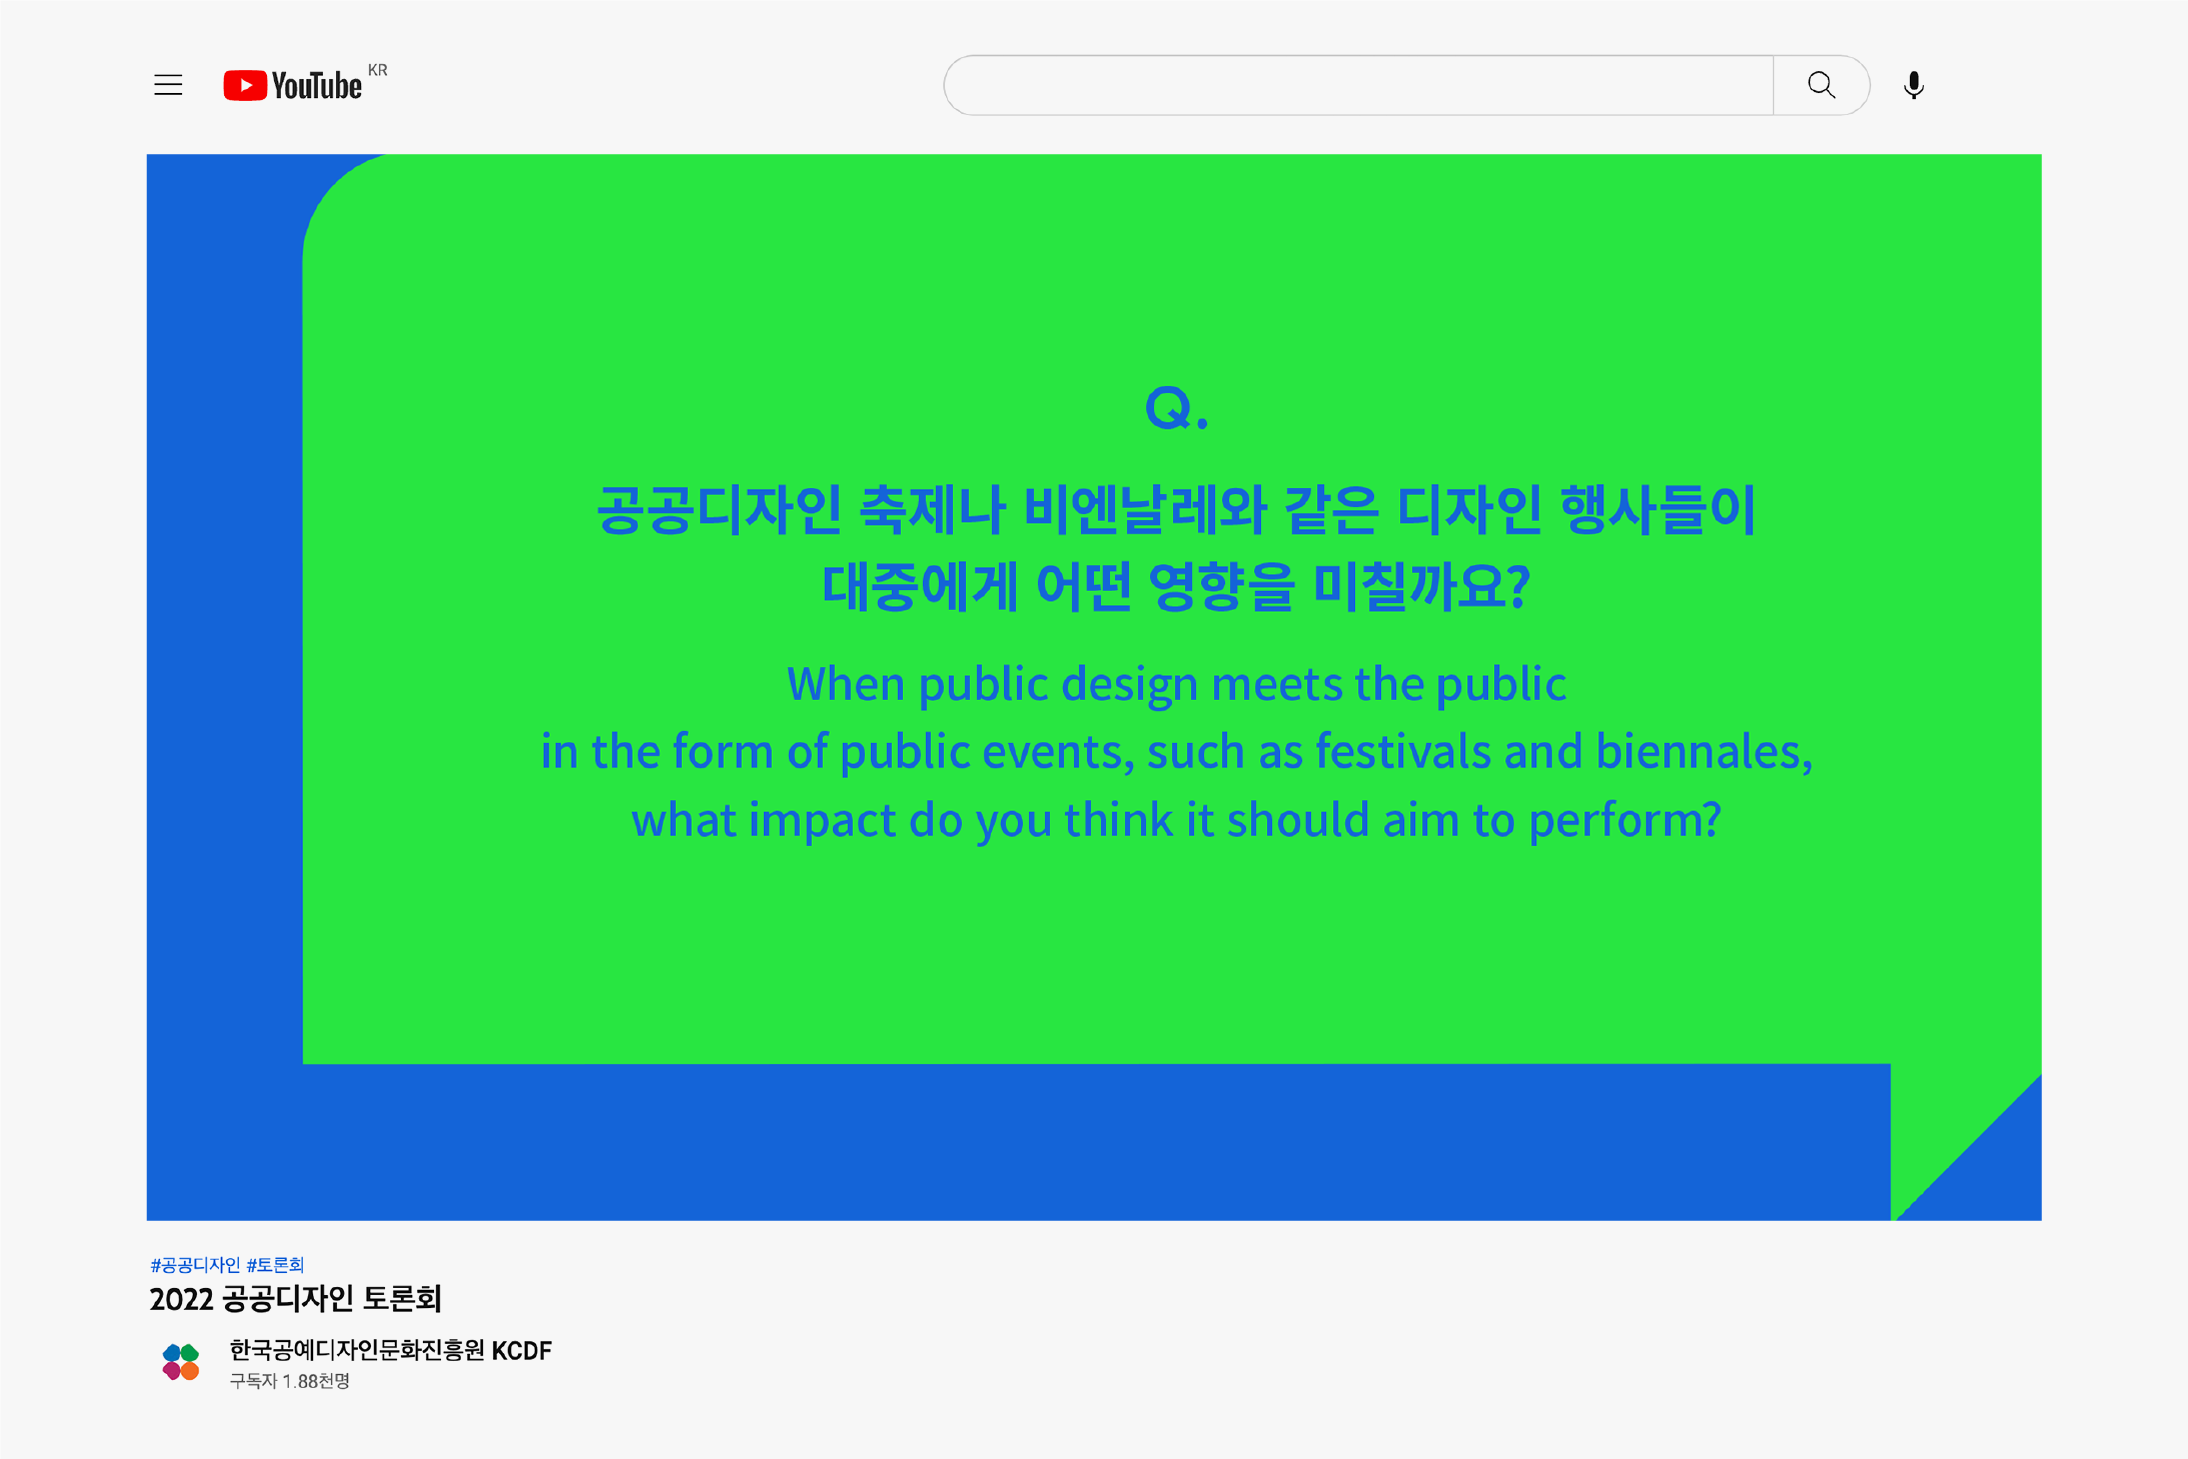 YouTube KR
Q.
공공디자인 축제나 비엔날레와 같은 디자인 행사들이
대중에게 어떤 영향을 미칠까요?
When public design meets the public
in the form of public events, such as festivals and biennales,
what impact do you think it should aim to perform?
#공공디자인 #토론회
2022 공공디자인 토론회
한국공예디자인문화진흥원 KCDF
구독자 1.88천명